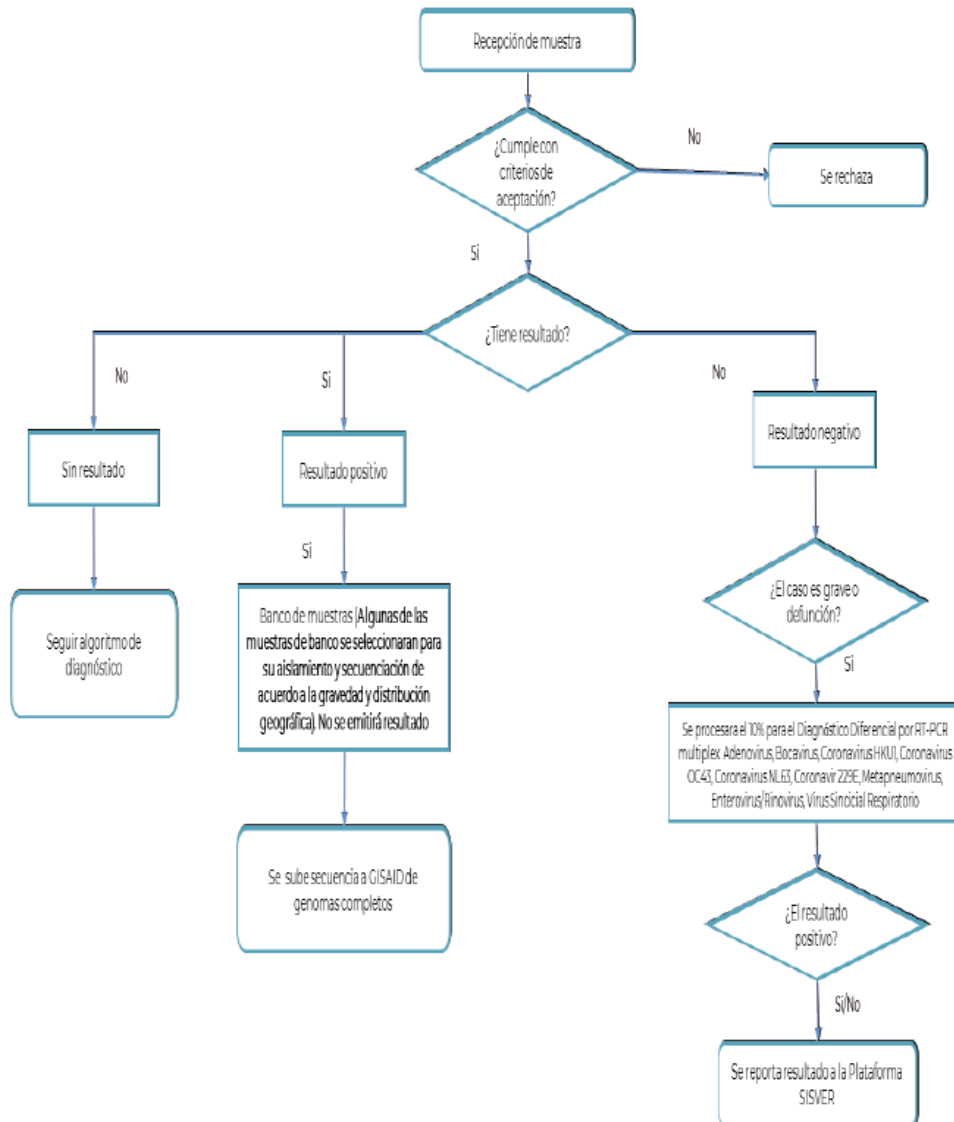 Recepción de muestra
¿Cumple con
criterios de
aceptación?
No
Se rechaza
Si
¿Tiene resultado?
No
Si
No
Sin resultado
Resultado positivo
Resultado negativo
Si
Seguir algoritmo de
diagnóstico
Banco de muestras (Algunas de las
muestras de banco se seleccionaran para
su aislamiento y secuenciación de
acuerdo a la gravedad y distribución
geográfica). No se emitirá resultado
¿El caso es grave o
defunción?
Si
Se procesara el 10% para el Diagnóstico Diferencial por RT-PCR
multiplex: Adenovirus, Bocavirus, Coronavirus HKU1, Coronavirus
OC43, Coronavirus NL63, Coronavir 229E, Metapneumovirus,
Enterovirus/Rinovirus, Virus Sincicial Respiratorio
Se sube secuencia a GISAID de
genomas completos
¿El resultado
positivo?
Si/No
Se reporta resultado a la Plataforma
SISVER